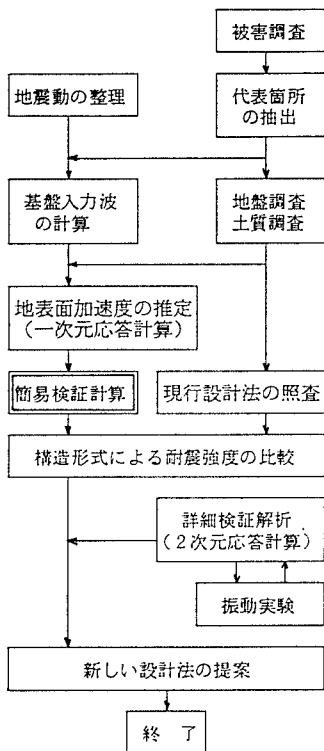 被害調査
地震動の整理
代表箇所
の抽出
基盤入力波
の計算
地盤調査
土質調査
地表面加速度の推定
(一次元応答計算)
簡易検証計算
現行設計法の照査
構造形式による耐震強度の比較
詳細検証解析
(2次元応答計算)
振動実験
新しい設計法の提案
終 了